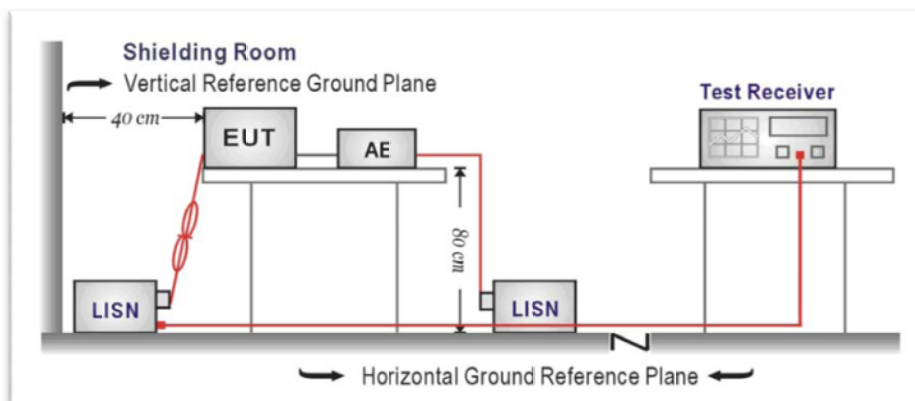 Shielding Room
Vertical Reference Ground Plane
40 cm
EUT
AE
Test Receiver
80 cm
LISN
LISN
Horizontal Ground Reference Plane